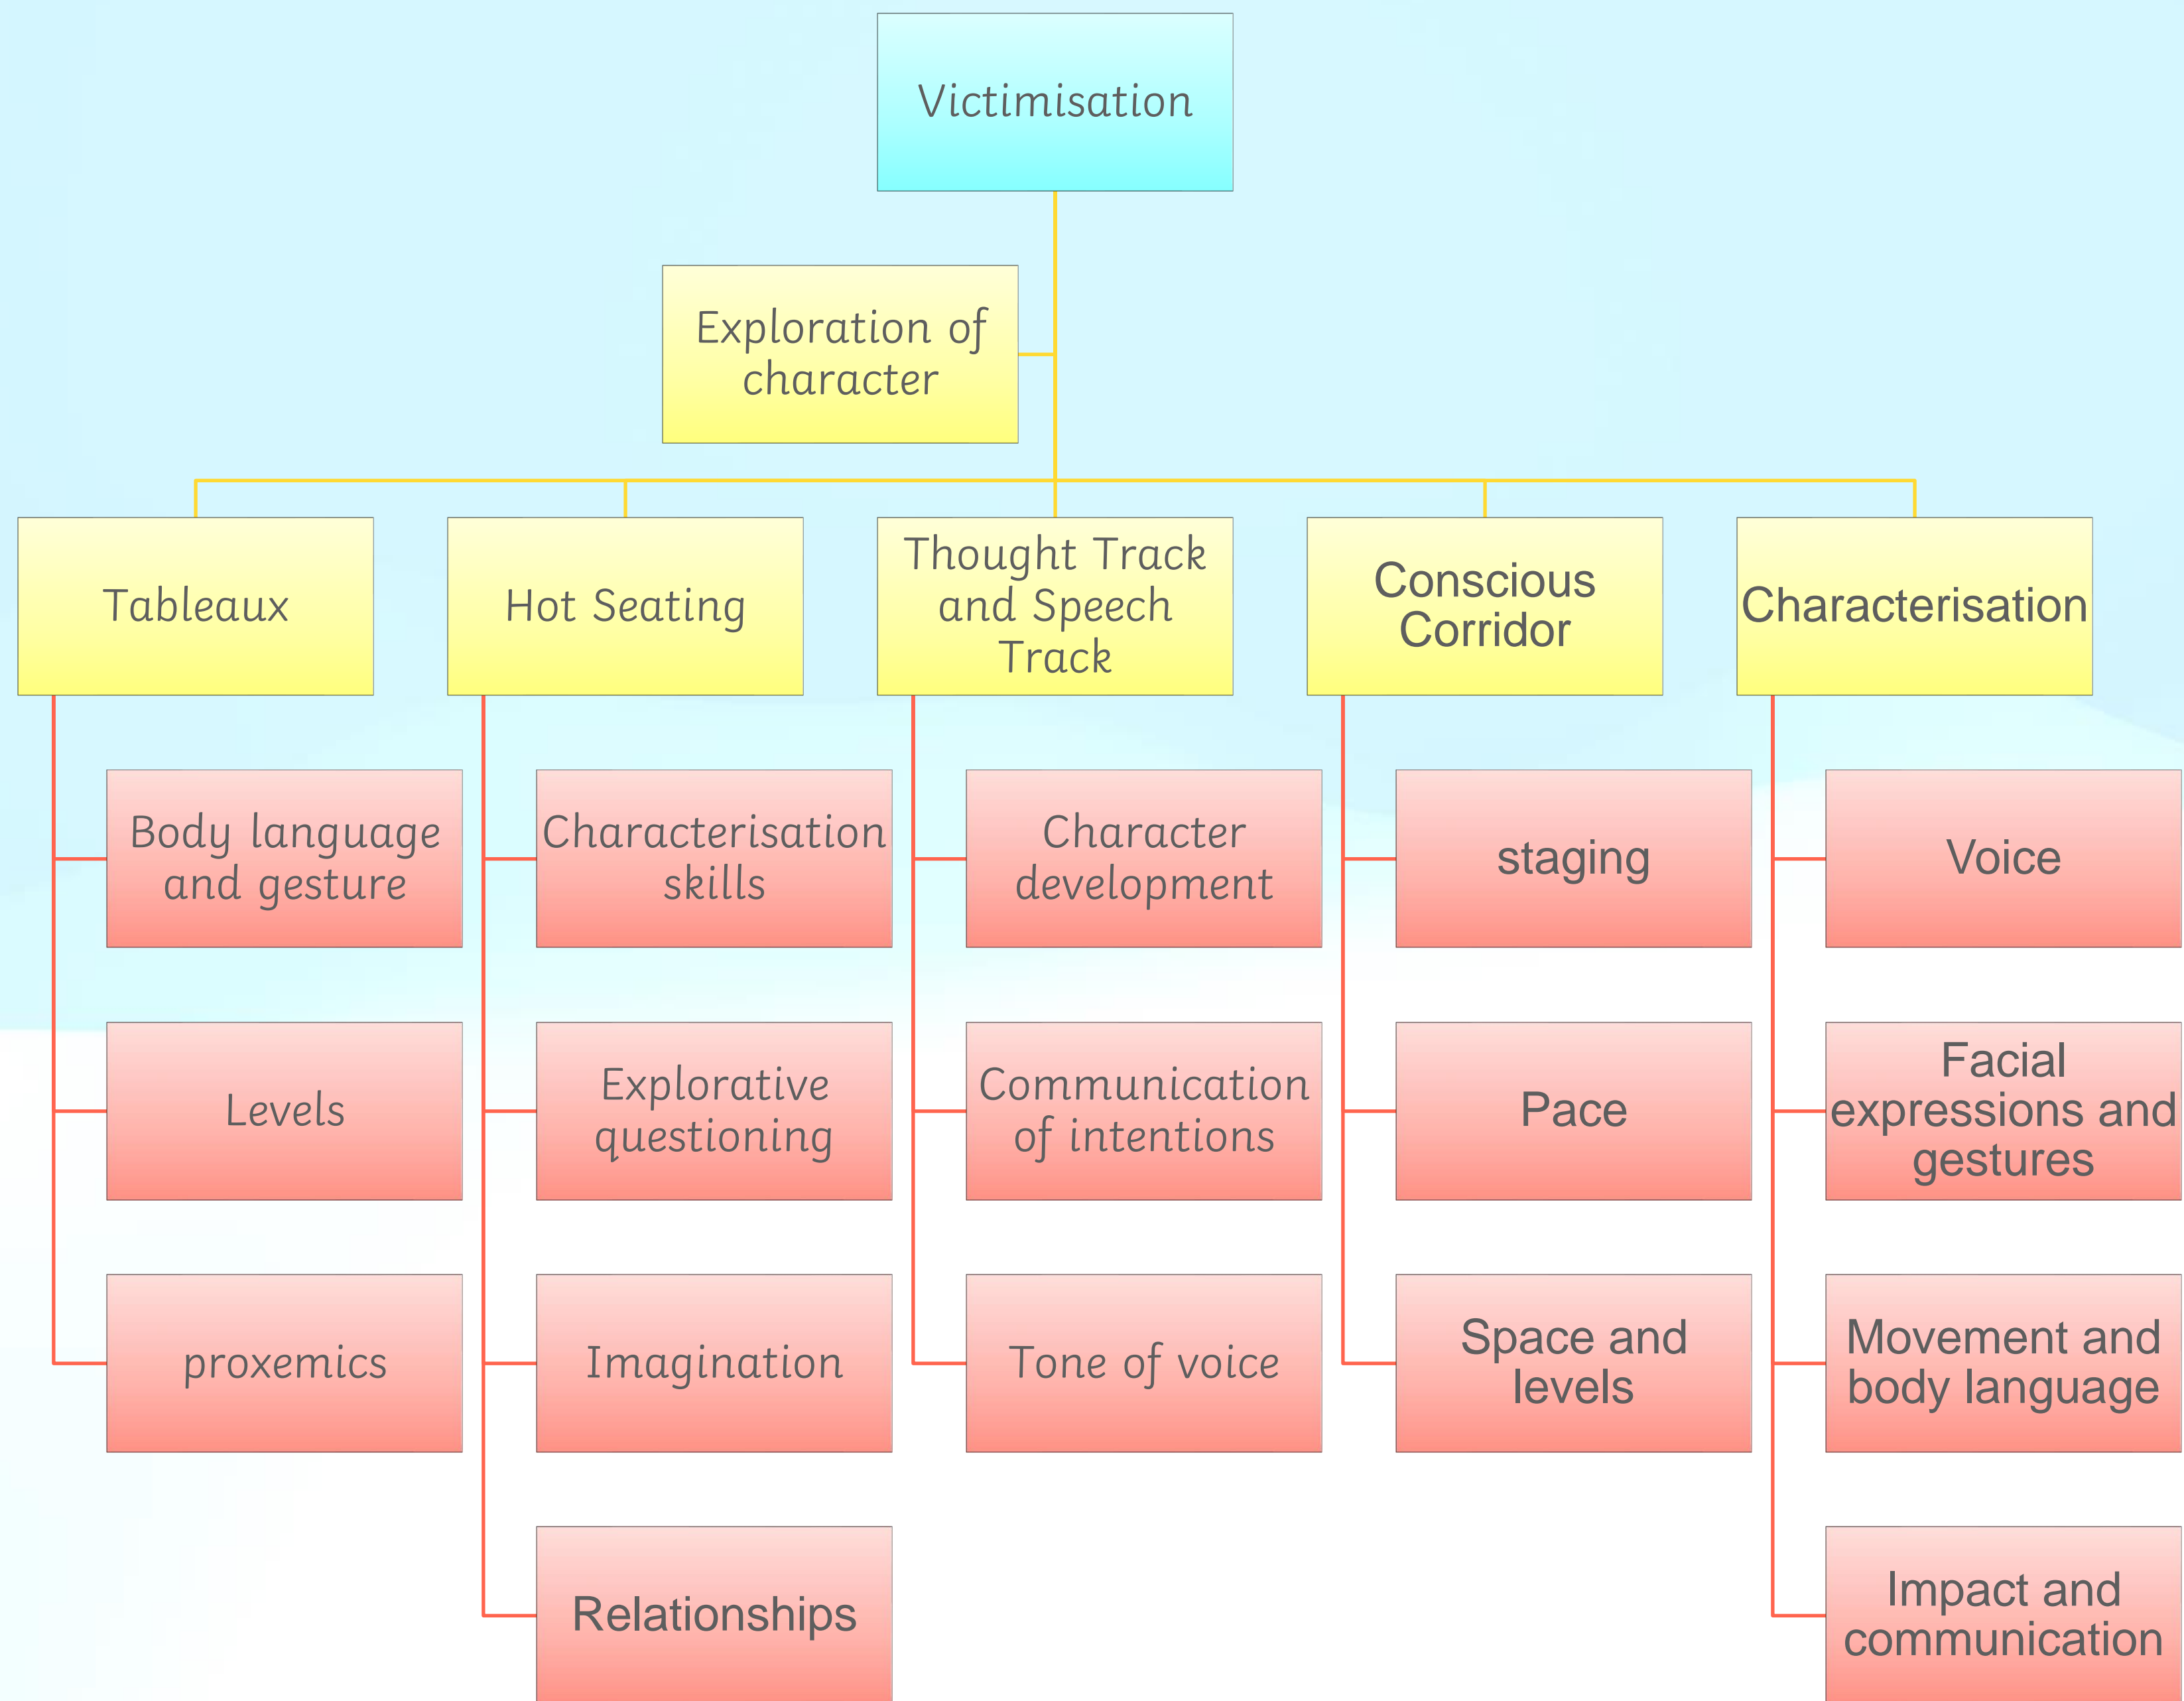 Victimisation
Exploration of
character
Tableaux
Hot Seating
Thought Track
and Speech
Track
Conscious
Corridor
Characterisation
Body language
and gesture
Levels
proxemics
Characterisation
skills
Explorative
questioning
Imagination
Relationships
Character
development
Communication
of intentions
Tone of voice
staging
Pace
Space and
levels
Voice
Facial
expressions and
gestures
Movement and
body language
Impact and
communication